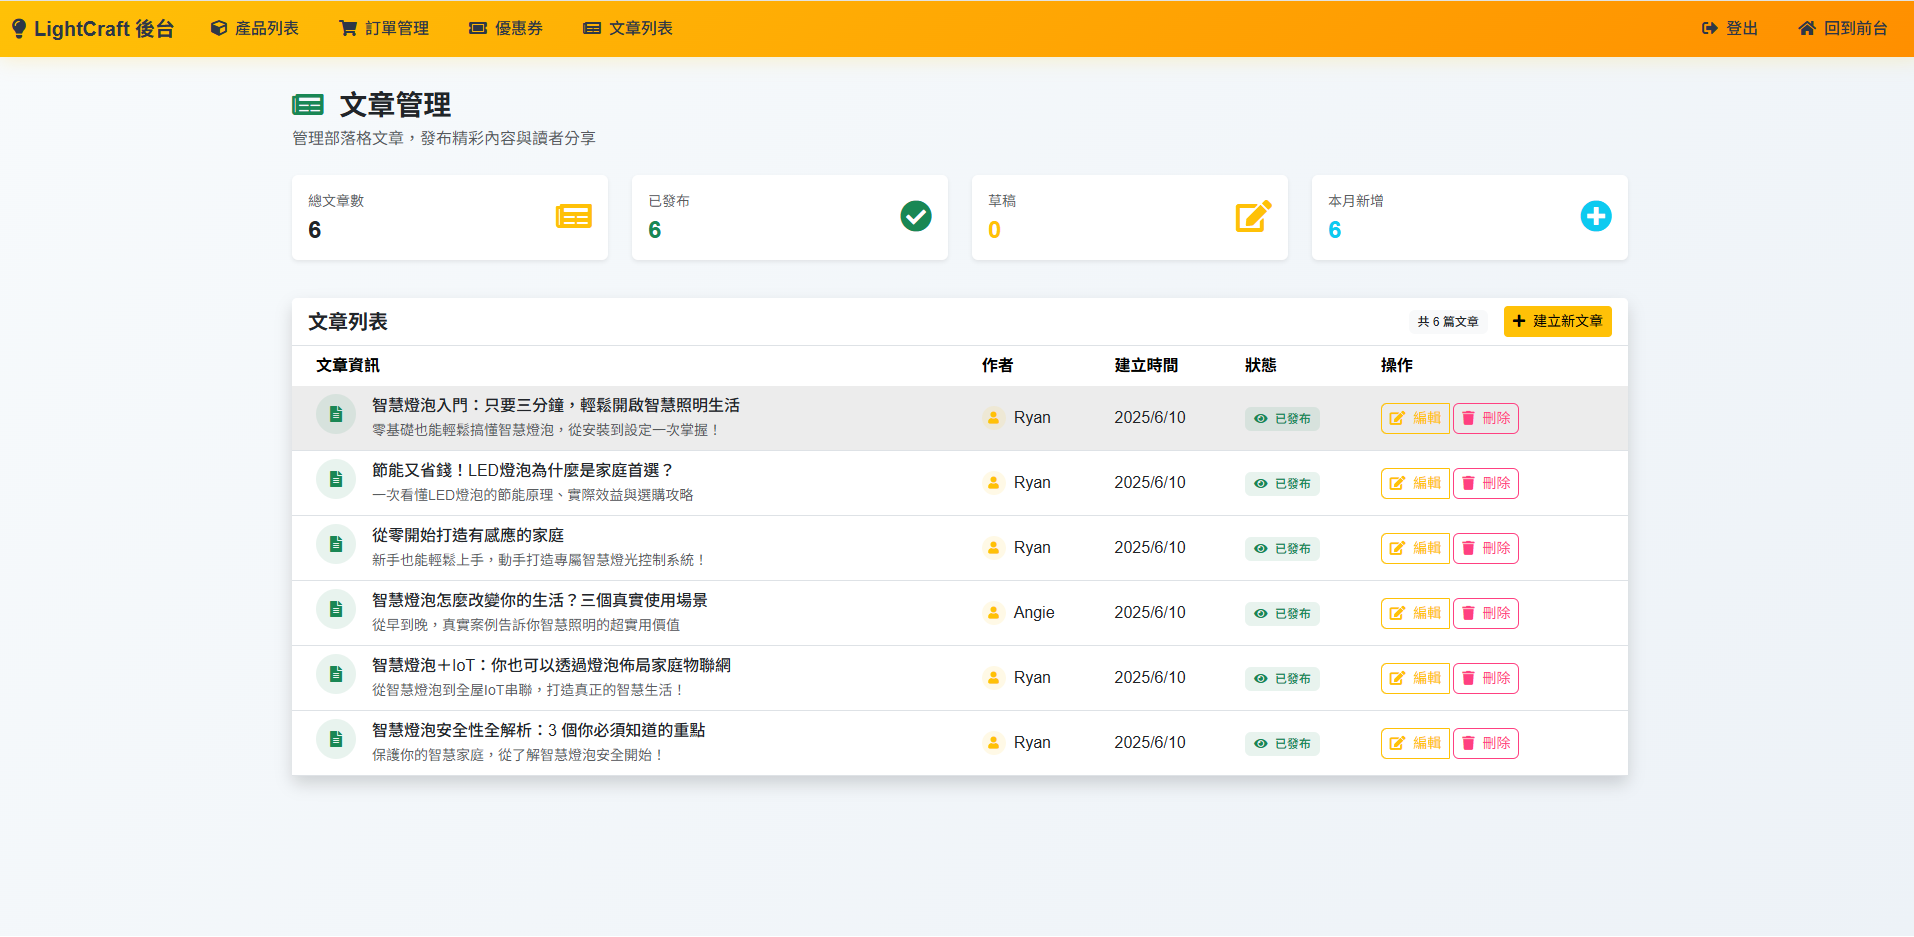 LightCraft 後台 產品列表 訂單管理 優惠券 文章列表 登出 回到前台
文章管理
管理部落格文章，發布精彩內容與讀者分享
總文章數
6
已發布
6
草稿
0
本月新增
6
文章列表 共 6 篇文章 建立新文章
文章資訊 作者 建立時間 狀態 操作
智慧燈泡入門：只要三分鐘，輕鬆開啟智慧照明生活
零基礎也能輕鬆搞懂智慧燈泡，從安裝到設定一次掌握！
Ryan 2025/6/10 已發布 編輯 刪除
節能又省錢！LED燈泡為什麼是家庭首選？
一次看懂LED燈泡的節能原理、實際效益與選購攻略
Ryan 2025/6/10 已發布 編輯 刪除
從零開始打造有感應的家庭
新手也能輕鬆上手，動手打造專屬智慧燈光控制系統！
Ryan 2025/6/10 已發布 編輯 刪除
智慧燈泡怎麼改變你的生活？三個真實使用場景
從早到晚，真實案例告訴你智慧照明的超實用價值
Angie 2025/6/10 已發布 編輯 刪除
智慧燈泡＋IoT：你也可以透過燈泡佈局家庭物聯網
從智慧燈泡到全屋IoT串聯，打造真正的智慧生活！
Ryan 2025/6/10 已發布 編輯 刪除
智慧燈泡安全性全解析：3 個你必須知道的重點
保護你的智慧家庭，從了解智慧燈泡安全開始！
Ryan 2025/6/10 已發布 編輯 刪除